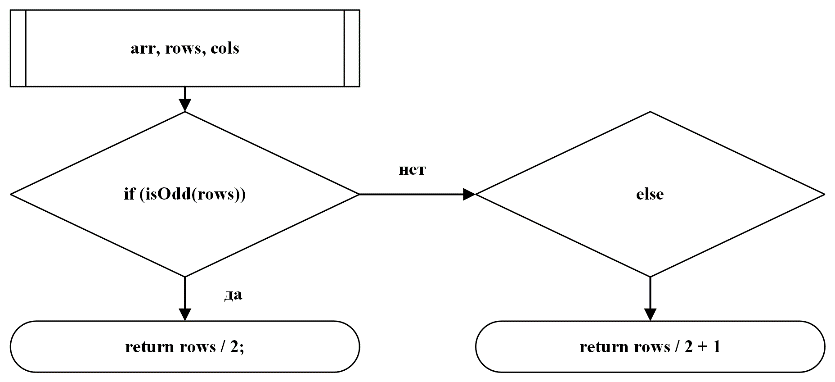 arr, rows, cols
if (isOdd(rows))
нет
else
да
return rows / 2;
return rows / 2 + 1